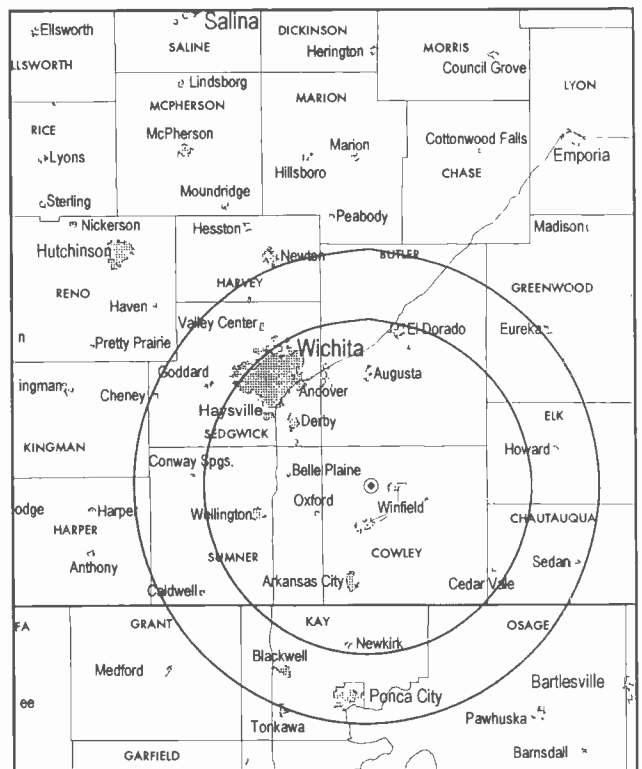 Ellsworth
Salina
DICKINSON
SALINE
Herington
MORRIS
LLSWORTH
Council Grove
Lindsborg
LYON
MCPHERSON
MARION
RICE
McPherson
Cottonwood Falls
Marion
Emporia
Lyons
Hillsboro
CHASE
Moundridge
Sterling
Peabody
Nickerson
Hesston
Madison
Hutchinson
Newton
BUTLER
HARVEY
GREENWOOD
RENO
Haven
Valley Center
El Dorado
Eureka
n
Pretty Prairie
Wichita
Goddard
Augusta
ingman
Cheney
Andover
Haysville
ELK
Derby
SEDGWICK
KINGMAN
Howard
Conway Spgs.
Belle Plaine
odge
Harper
Wellington
Oxford
Winfield
CHAUTAUQUA
HARPER
SUMNER
COWLEY
Anthony
Sedan
Arkansas City
Cedar Vale
Caldwell
FA
GRANT
KAY
OSAGE
Newkirk
Blackwell
Medford
Bartlesville
ee
Ponca City
Pawhuska
Tonkawa
GARFIELD
Barnsdall